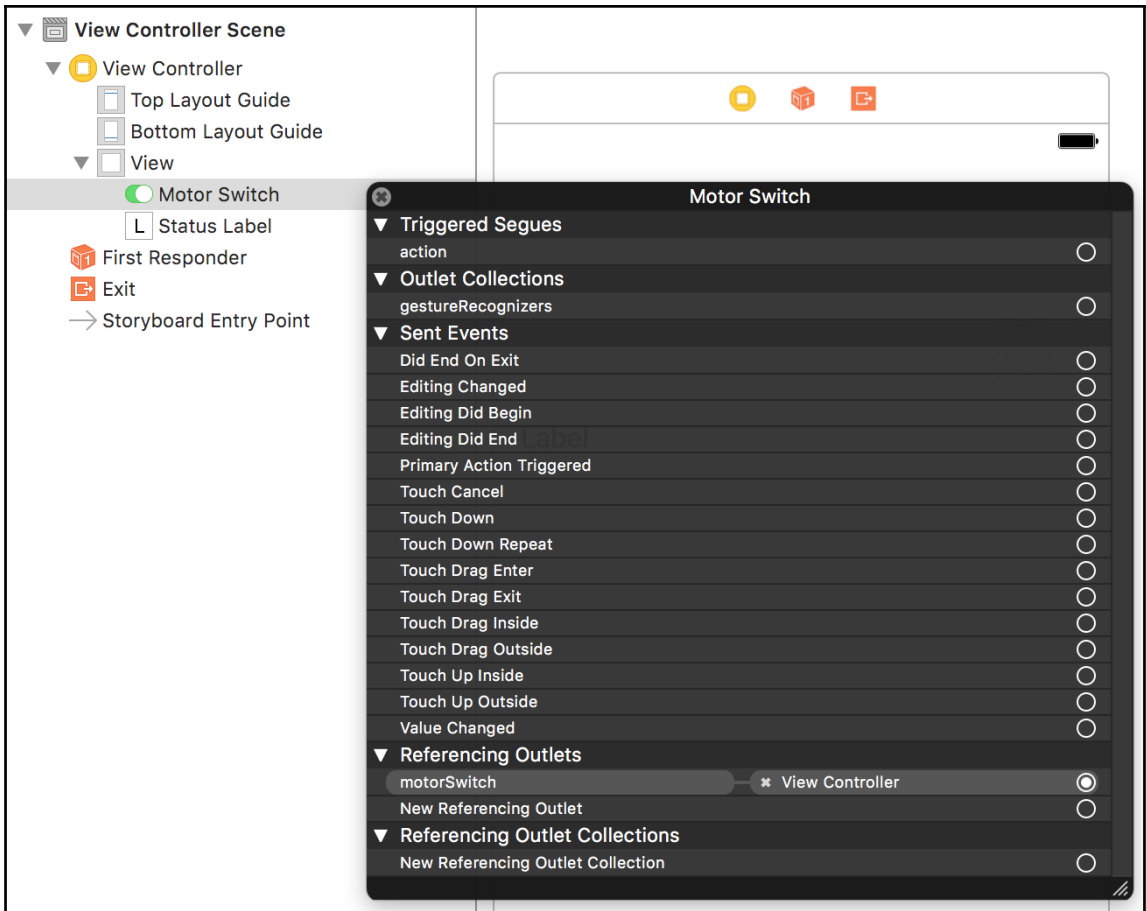 View Controller Scene
View Controller
Top Layout Guide
Bottom Layout Guide
View
Motor Switch
L Status Label
First Responder
Exit
Storyboard Entry Point
Motor Switch
Triggered Segues
action
Outlet Collections
gestureRecognizers
Sent Events
Did End On Exit
Editing Changed
Editing Did Begin
Editing Did End
Label
Primary Action Triggered
Touch Cancel
Touch Down
Touch Down Repeat
Touch Drag Enter
Touch Drag Exit
Touch Drag Inside
Touch Drag Outside
Touch Up Inside
Touch Up Outside
Value Changed
Referencing Outlets
motorSwitch View Controller
New Referencing Outlet
Referencing Outlet Collections
New Referencing Outlet Collection